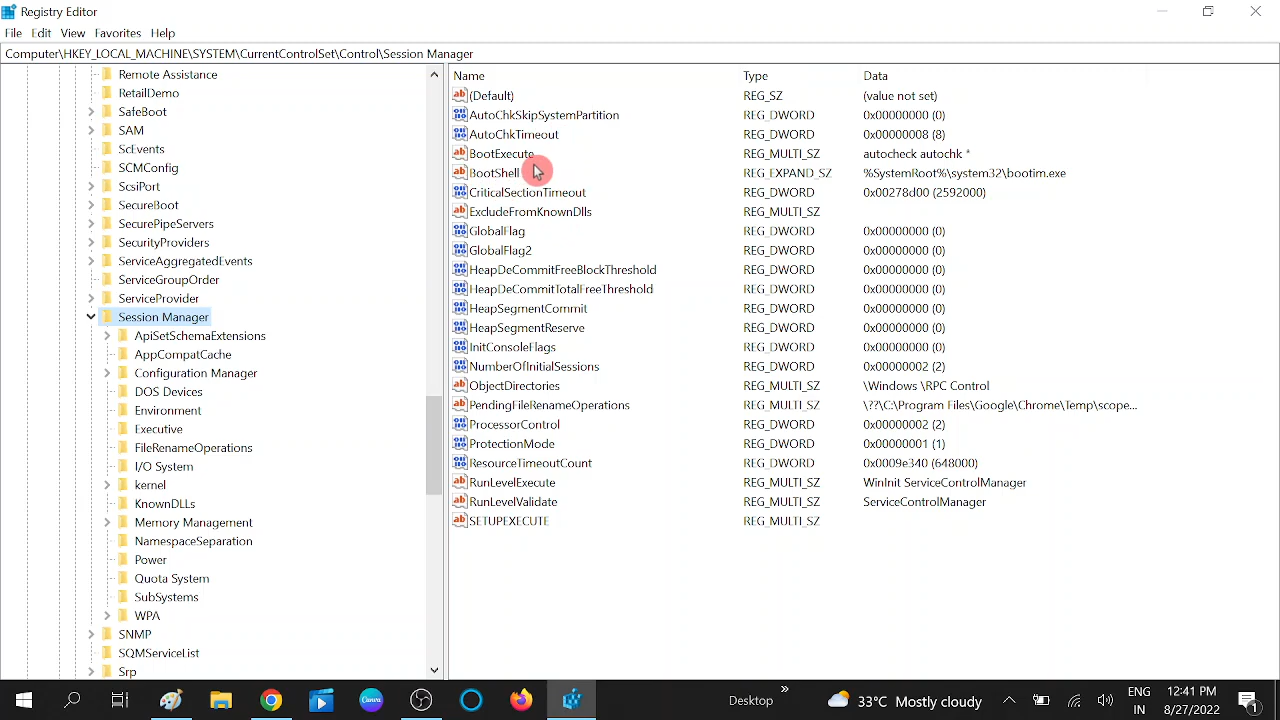 Registry Editor
File Edit View Favorites Help
Computer\HKEY_LOCAL_MACHINE\SYSTEM\CurrentControlSet\Control\Session Manager
Remote Assistance
RetailDemo
SafeBoot
SAM
ScEvents
SCMConfig
ScsiPort
SecureBoot
SecurePipeServers
SecurityProviders
ServiceAggregatedEvents
ServiceGroupOrder
ServiceProvider
Session Manager
ApiSetSchemaExtensions
AppCompatCache
Configuration Manager
DOS Devices
Environment
Executive
FileRenameOperations
I/O System
kernel
KnownDLLs
Memory Management
NamespaceSeparation
Power
Quota System
SubSystems
WPA
SNMP
SQMServiceList
Srp
Name Type Data
(Default) REG_SZ (value not set)
AutoChkSkipSystemPartition REG_DWORD 0x00000000 (0)
AutoChkTimeout REG_DWORD 0x00000008 (8)
BootExecute REG_MULTI_SZ autocheck autochk *
BootShell REG_EXPAND_SZ %SystemRoot%\system32\bootim.exe
CriticalSectionTimeout REG_DWORD 0x00278d00 (2592000)
ExcludeFromKnownDlls REG_MULTI_SZ
GlobalFlag REG_DWORD 0x00000000 (0)
GlobalFlag2 REG_DWORD 0x00000000 (0)
HeapDeCommitFreeBlockThreshold REG_DWORD 0x00000000 (0)
HeapDeCommitTotalFreeThreshold REG_DWORD 0x00000000 (0)
HeapSegmentCommit REG_DWORD 0x00000000 (0)
HeapSegmentReserve REG_DWORD 0x00000000 (0)
InitConsoleFlags REG_DWORD 0x00000000 (0)
NumberOfInitialSessions REG_DWORD 0x00000002 (2)
ObjectDirectories REG_MULTI_SZ \Windows \RPC Control
PendingFileRenameOperations REG_MULTI_SZ \??\C:\Program Files\Google\Chrome\Temp\scope...
ProcessorControl REG_DWORD 0x00000002 (2)
ProtectionMode REG_DWORD 0x00000001 (1)
ResourceTimeoutCount REG_DWORD 0x0009e340 (648000)
RunLevelExecute REG_MULTI_SZ WinInit ServiceControlManager
RunLevelValidate REG_MULTI_SZ ServiceControlManager
SETUPEXECUTE REG_MULTI_SZ
Canva
Desktop
33°C Mostly cloudy
ENG
IN
12:41 PM
8/27/2022
1